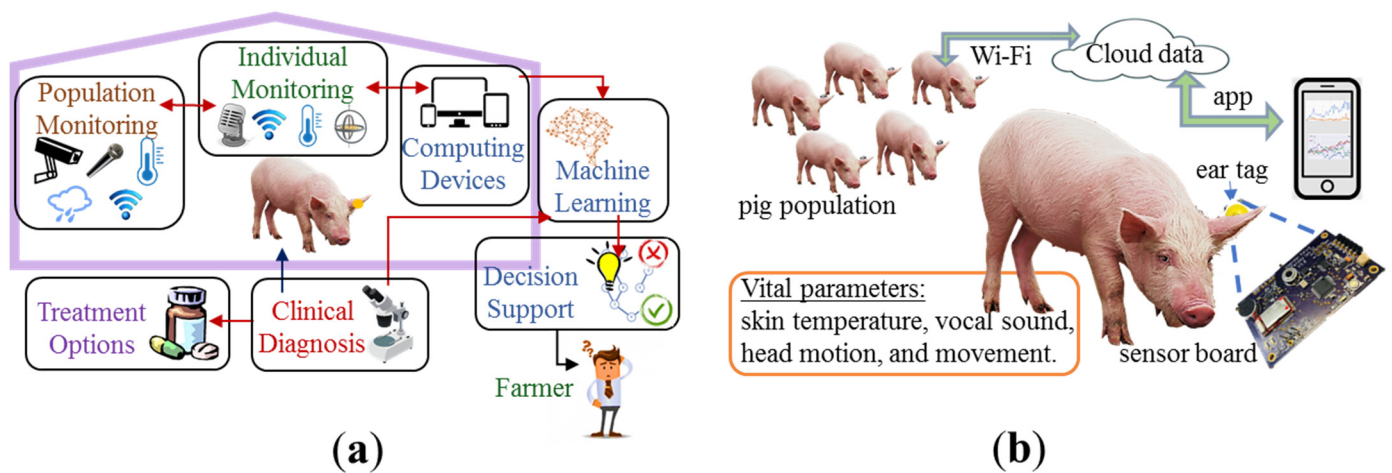 Population
Monitoring
Individual
Monitoring
Computing
Devices
Machine
Learning
Treatment
Options
Clinical
Diagnosis
Decision
Support
??
Farmer
(a)
Wi-Fi
Cloud data
app
pig population
ear tag
Vital parameters:
skin temperature, vocal sound,
head motion, and movement.
sensor board
(b)